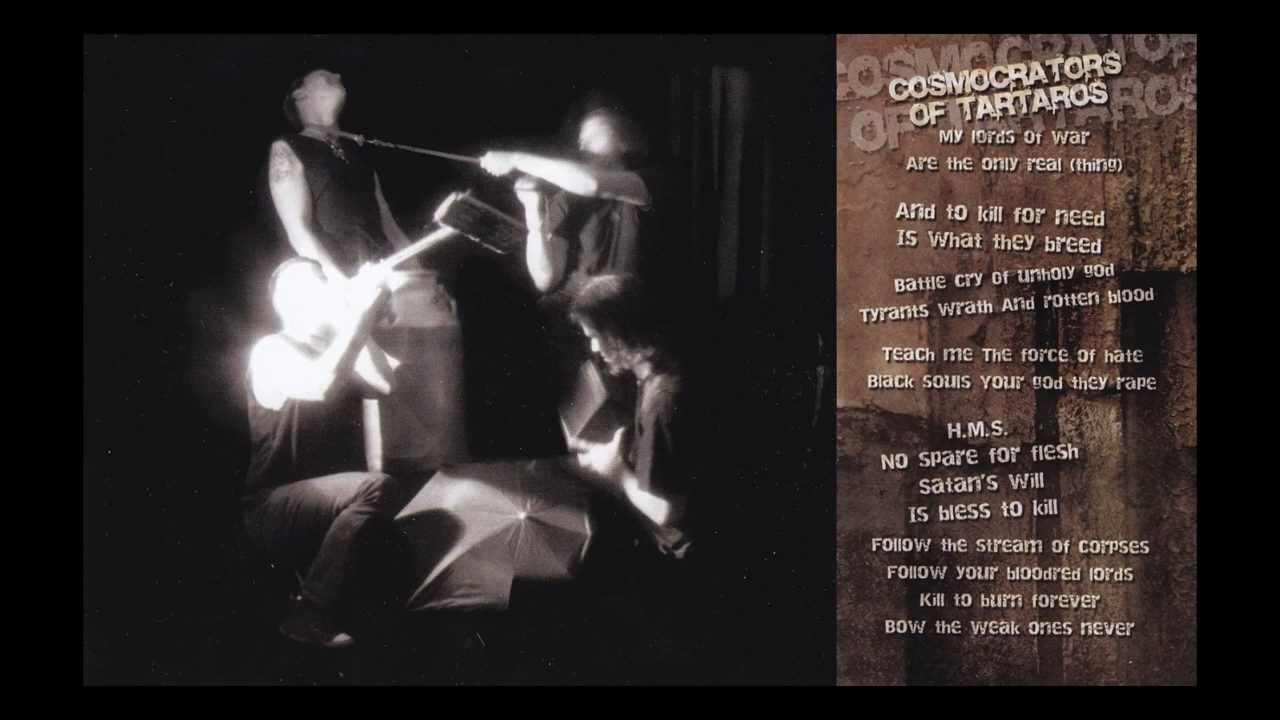 COSMOCRATORS
OF TARTAROS
My lords of war
Are the only real (thing)
And to kill for need
Is What they breed
Battle cry of unholy god
Tyrants wrath And rotten blood
Teach me The force of hate
Black souls Your god they rape
H.M.S.
No spare for flesh
Satan's Will
Is bless to kill
Follow the stream of corpses
Follow your bloodred lords
Kill to burn forever
Bow the weak ones never